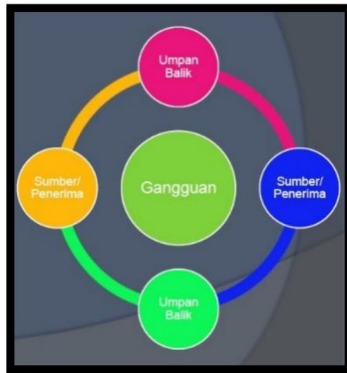 Umpan
Balik
Sumber/
Penerima
Gangguan
Sumber/
Penerima
Umpan
Balik